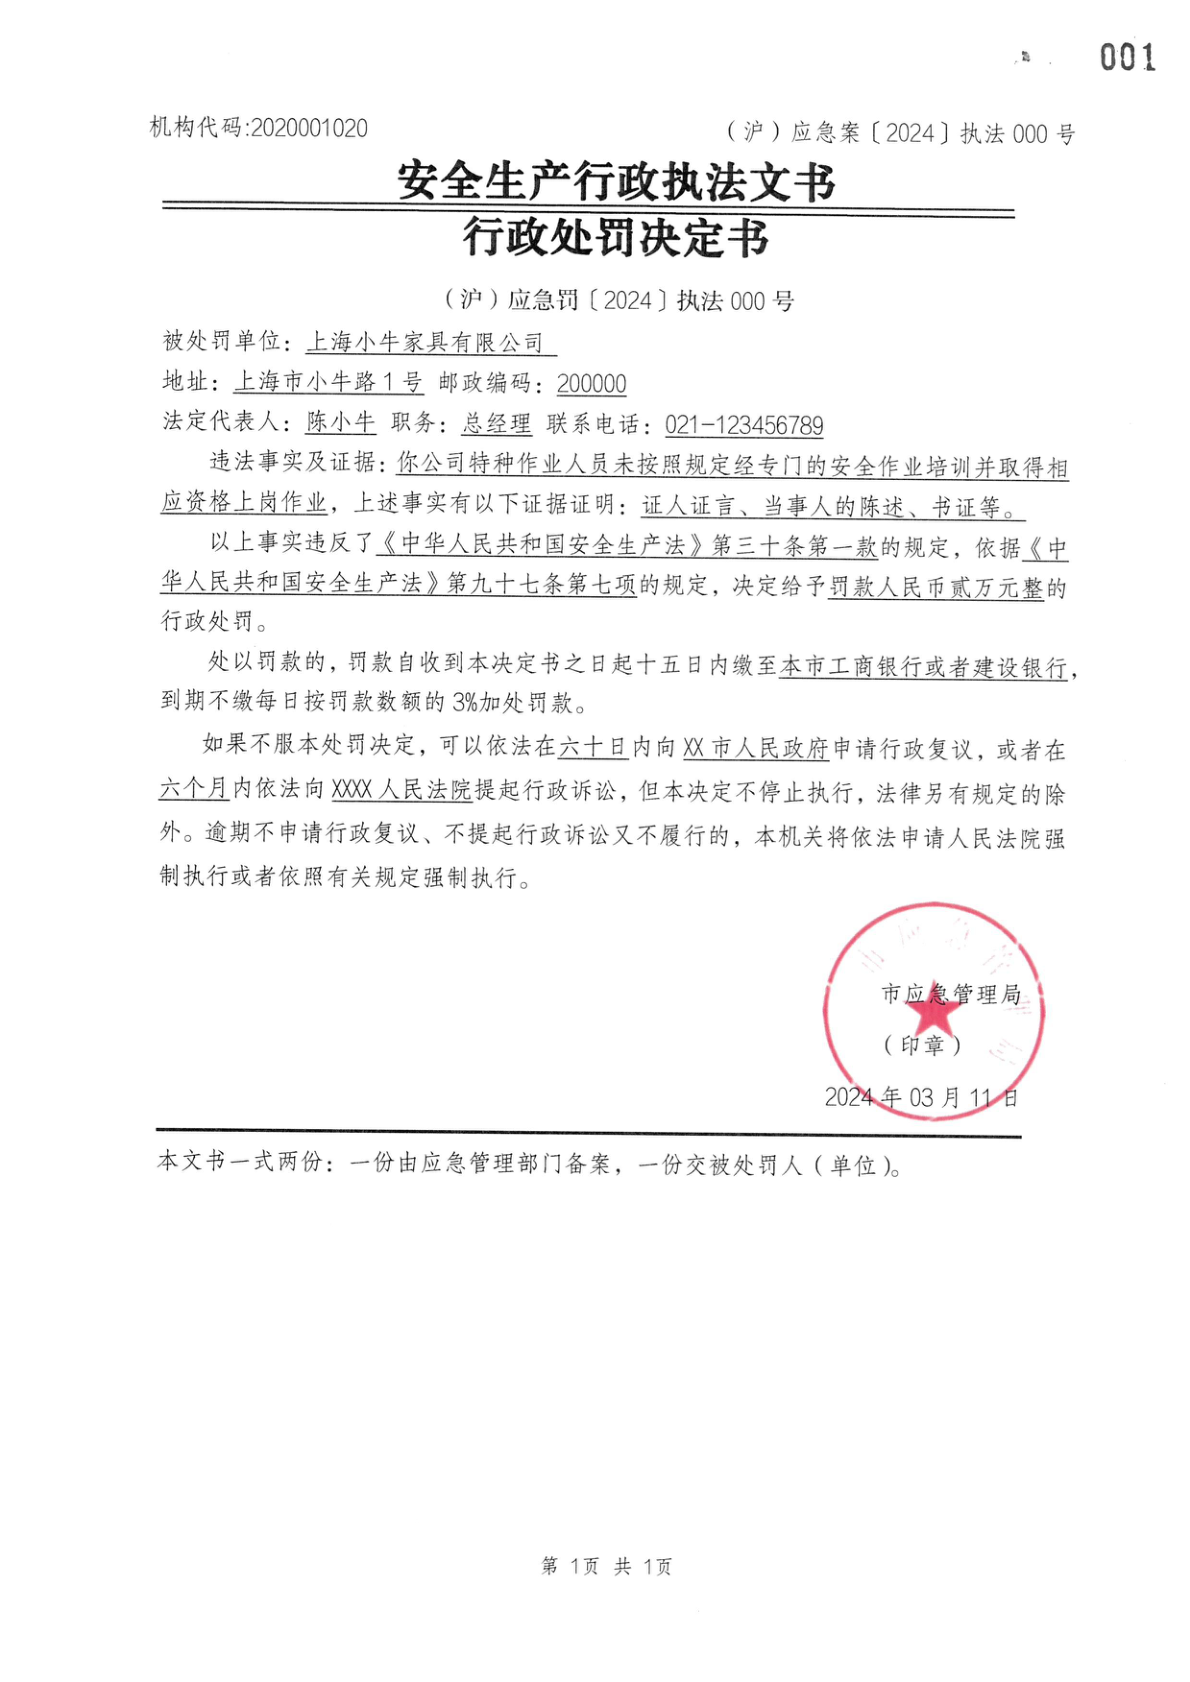 001
机构代码:2020001020
（沪）应急案〔2024〕执法 000 号
安全生产行政执法文书
行政处罚决定书
（沪）应急罚〔2024〕执法 000 号
被处罚单位：上海小牛家具有限公司
地址：上海市小牛路 1 号 邮政编码：200000
法定代表人：陈小牛 职务：总经理 联系电话：021-123456789
违法事实及证据：你公司特种作业人员未按照规定经专门的安全作业培训并取得相
应资格上岗作业，上述事实有以下证据证明：证人证言、当事人的陈述、书证等。
以上事实违反了《中华人民共和国安全生产法》第三十条第一款的规定，依据《中
华人民共和国安全生产法》第九十七条第七项的规定，决定给予罚款人民币贰万元整的
行政处罚。
处以罚款的，罚款自收到本决定书之日起十五日内缴至本市工商银行或者建设银行，
到期不缴每日按罚款数额的 3%加处罚款。
如果不服本处罚决定，可以依法在六十日内向 XX 市人民政府申请行政复议，或者在
六个月内依法向 XXXX 人民法院提起行政诉讼，但本决定不停止执行，法律另有规定的除
外。逾期不申请行政复议、不提起行政诉讼又不履行的，本机关将依法申请人民法院强
制执行或者依照有关规定强制执行。
市应急管理局
市应急管理局
（印章）
2024 年 03 月 11 日
本文书一式两份：一份由应急管理部门备案，一份交被处罚人（单位）。
第 1页 共 1页